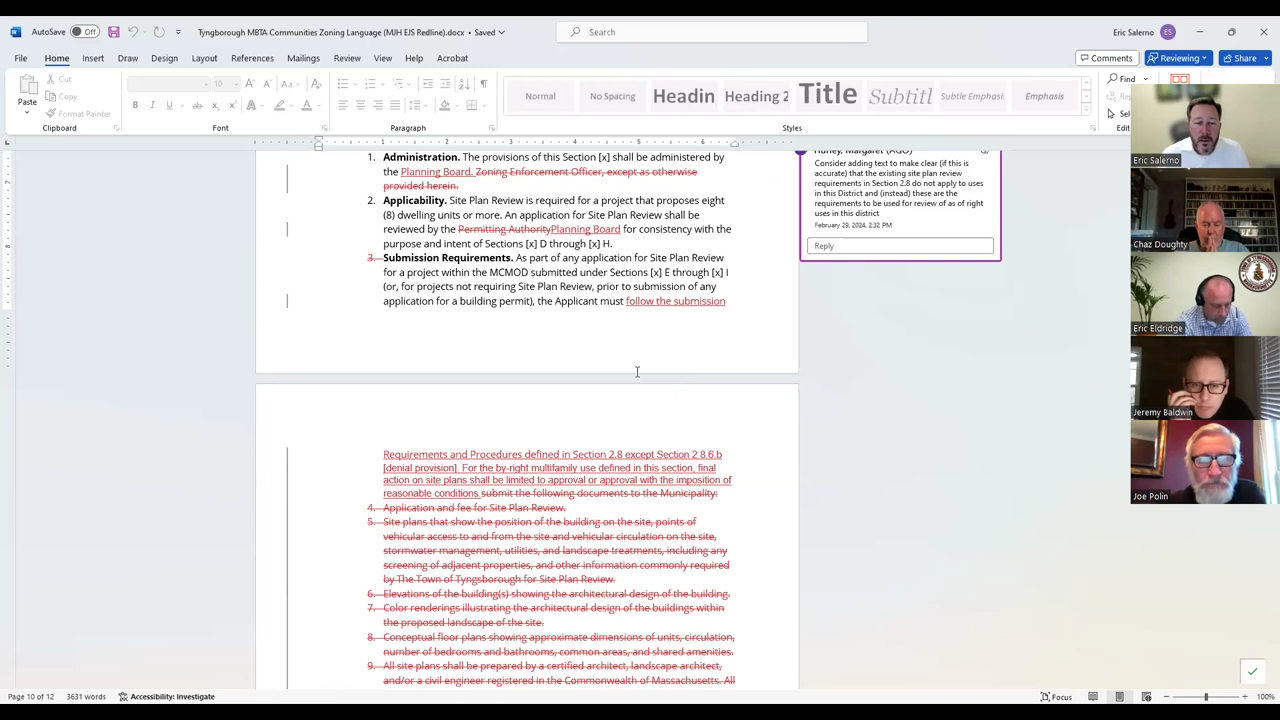 AutoSave Off Tyngborough MBTA Communities Zoning Language (MJH EJS Redline).docx • Saved Search Eric Salerno ES
File Home Insert Draw Design Layout References Mailings Review View Help Acrobat Comments Reviewing Share
Paste Cut Copy Format Painter 10 Normal No Spacing Headin Heading 2 Title Subtitl Subtle Emphasis Emphasis Find
Clipboard Font Paragraph Styles
1 2 3 4 5 6
1. Administration. The provisions of this Section [x] shall be administered by
the Planning Board. Zoning Enforcement Officer, except as otherwise
provided herein.
2. Applicability. Site Plan Review is required for a project that proposes eight
(8) dwelling units or more. An application for Site Plan Review shall be
reviewed by the Permitting AuthorityPlanning Board for consistency with the
purpose and intent of Sections [x] D through [x] H.
3. Submission Requirements. As part of any application for Site Plan Review
for a project within the MCMOD submitted under Sections [x] E through [x] I
(or, for projects not requiring Site Plan Review, prior to submission of any
application for a building permit), the Applicant must follow the submission
Requirements and Procedures defined in Section 2.8 except Section 2.8.6.b
[denial provision]. For the by-right multifamily use defined in this section, final
action on site plans shall be limited to approval or approval with the imposition of
reasonable conditions submit the following documents to the Municipality:
4. Application and fee for Site Plan Review.
5. Site plans that show the position of the building on the site, points of
vehicular access to and from the site and vehicular circulation on the site,
stormwater management, utilities, and landscape treatments, including any
screening of adjacent properties, and other information commonly required
by The Town of Tyngsborough for Site Plan Review.
6. Elevations of the building(s) showing the architectural design of the building.
7. Color renderings illustrating the architectural design of the buildings within
the proposed landscape of the site.
8. Conceptual floor plans showing approximate dimensions of units, circulation,
number of bedrooms and bathrooms, common areas, and shared amenities.
9. All site plans shall be prepared by a certified architect, landscape architect,
and/or a civil engineer registered in the Commonwealth of Massachusetts. All
Hurley, Margaret (AGO)
Consider adding text to make clear (if this is
accurate) that the existing site plan review
requirements in Section 2.8 do not apply to
uses in this District and (instead) these are the
requirements to be used for review of as of right
uses in this district
February 29, 2024, 2:32 PM
Reply
Eric Salerno
Chaz Doughty
Eric Eldridge
Jeremy Baldwin
Joe Polin
Page 10 of 12 3631 words Accessibility: Investigate Focus 100%